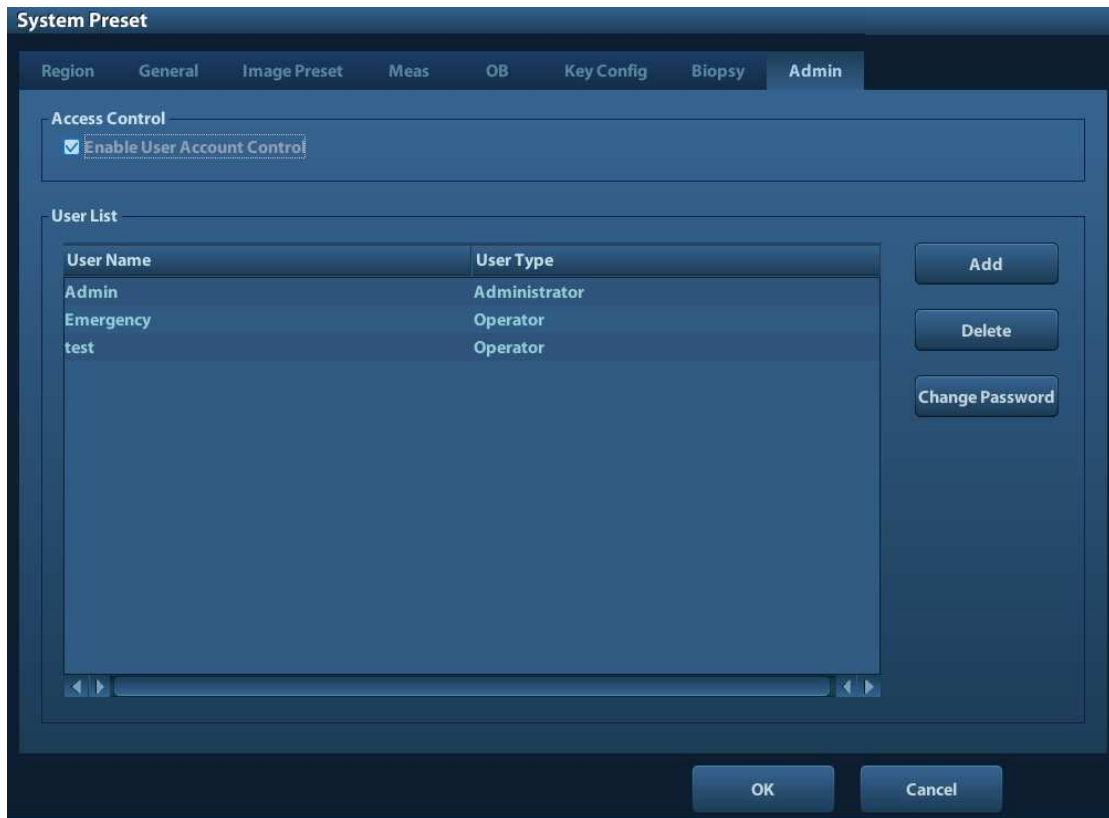 System Preset
Region General Image Preset Meas OB Key Config Biopsy Admin
Access Control
Enable User Account Control
User List
User Name User Type
Admin Administrator
Emergency Operator
test Operator
Add
Delete
Change Password
OK Cancel